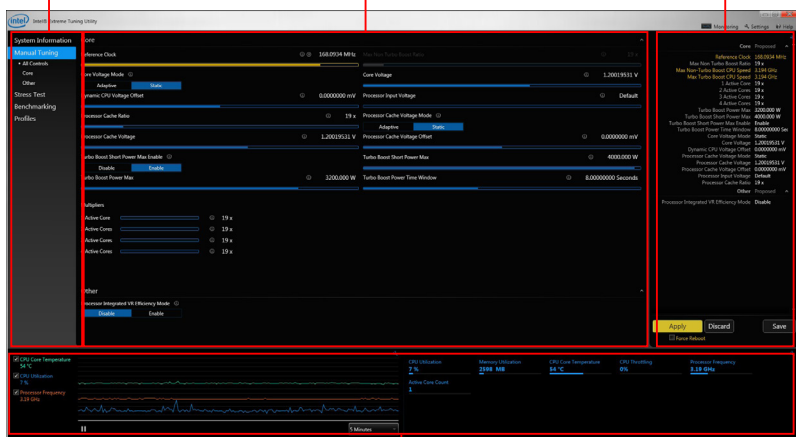 intel Intel® Extreme Tuning Utility
Monitoring Settings Help
System Information
Manual Tuning
• All Controls
Core
Other
Stress Test
Benchmarking
Profiles
Core
Reference Clock 168.0934 MHz
Max Non Turbo Boost Ratio 19 x
Core Voltage Mode
Adaptive Static
Core Voltage 1.20019531 V
Dynamic CPU Voltage Offset 0.0000000 mV
Processor Input Voltage Default
Processor Cache Ratio 19 x
Processor Cache Voltage Mode
Adaptive Static
Processor Cache Voltage 1.20019531 V
Processor Cache Voltage Offset 0.0000000 mV
Turbo Boost Short Power Max Enable
Disable Enable
Turbo Boost Short Power Max 4000.000 W
Turbo Boost Power Max 3200.000 W
Turbo Boost Power Time Window 8.00000000 Seconds
Multipliers
Active Core 19 x
Active Cores 19 x
Active Cores 19 x
Active Cores 19 x
Other
Processor Integrated VR Efficiency Mode
Disable Enable
Core Proposed
Reference Clock 168.0934 MHz
Max Non Turbo Boost Ratio 19 x
Max Non-Turbo Boost CPU Speed 3.194 GHz
Max Turbo Boost CPU Speed 3.194 GHz
1 Active Core 19 x
2 Active Cores 19 x
3 Active Cores 19 x
4 Active Cores 19 x
Turbo Boost Power Max 3200.000 W
Turbo Boost Short Power Max 4000.000 W
Turbo Boost Short Power Max Enable Enable
Turbo Boost Power Time Window 8.00000000 Sec
Core Voltage Mode Static
Core Voltage 1.20019531 V
Dynamic CPU Voltage Offset 0.0000000 mV
Processor Cache Voltage Mode Static
Processor Cache Voltage 1.20019531 V
Processor Cache Voltage Offset 0.0000000 mV
Processor Input Voltage Default
Processor Cache Ratio 19 x
Other Proposed
Processor Integrated VR Efficiency Mode Disable
Apply Discard Save
Force Reboot
CPU Core Temperature
54 °C
CPU Utilization
7 %
Processor Frequency
3.19 GHz
5 Minutes
CPU Utilization
7 %
Memory Utilization
2598 MB
CPU Core Temperature
54 °C
CPU Throttling
0%
Processor Frequency
3.19 GHz
Active Core Count
1